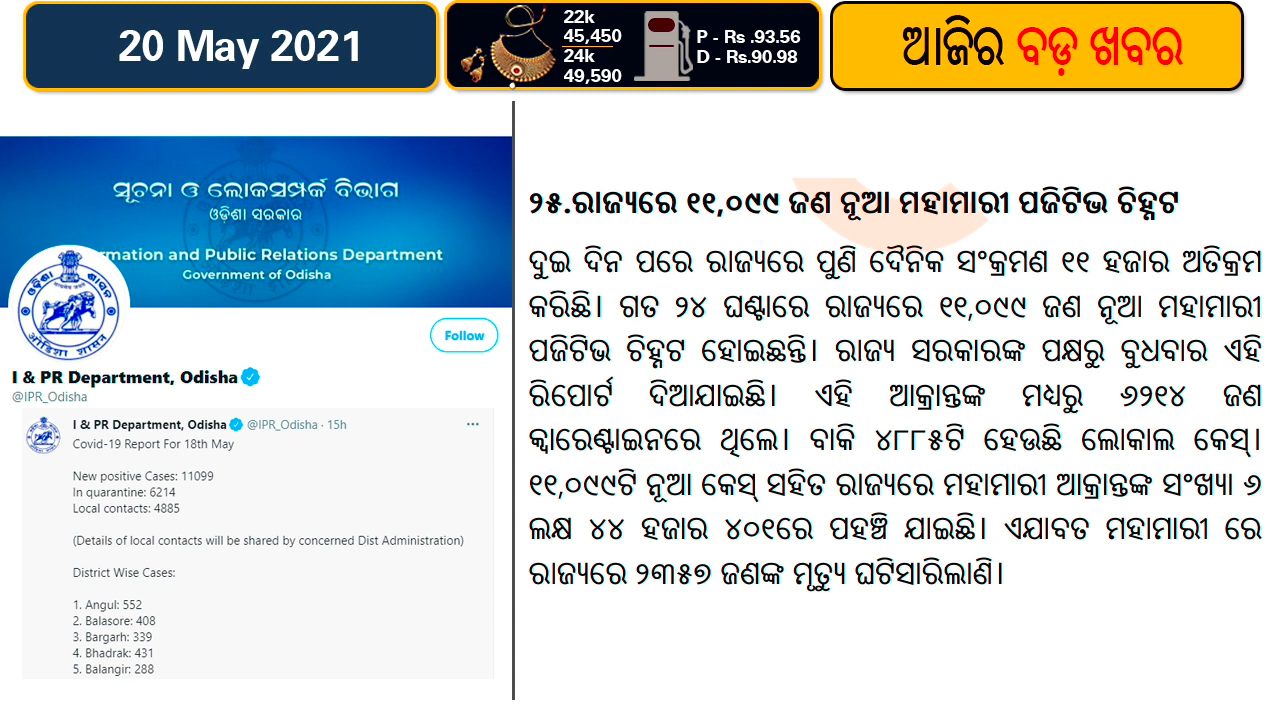 20 May 2021
22k
45,450
24k
49,590
P - Rs .93.56
D - Rs.90.98
ଆଜିର ବଡ଼ ଖବର
ସୂଚନା ଓ ଲୋକସମ୍ପର୍କ ବିଭାଗ
ଓଡ଼ିଶା ସରକାର
rmation and Public Relations Department
Government of Odisha
Follow
I & PR Department, Odisha
@IPR_Odisha
I & PR Department, Odisha @IPR_Odisha · 15h
Covid-19 Report For 18th May
New positive Cases: 11099
In quarantine: 6214
Local contacts: 4885
(Details of local contacts will be shared by concerned Dist Administration)
District Wise Cases:
1. Angul: 552
2. Balasore: 408
3. Bargarh: 339
4. Bhadrak: 431
5. Balangir: 288
୨୫.ରାଜ୍ୟରେ ୧୧,୦୯୯ ଜଣ ନୂଆ ମହାମାରୀ ପଜିଟିଭ ଚିହ୍ନଟ
ଦୁଇ ଦିନ ପରେ ରାଜ୍ୟରେ ପୁଣି ଦୈନିକ ସଂକ୍ରମଣ ୧୧ ହଜାର ଅତିକ୍ରମ
କରିଛି। ଗତ ୨୪ ଘଣ୍ଟାରେ ରାଜ୍ୟରେ ୧୧,୦୯୯ ଜଣ ନୂଆ ମହାମାରୀ
ପଜିଟିଭ ଚିହ୍ନଟ ହୋଇଛନ୍ତି। ରାଜ୍ୟ ସରକାରଙ୍କ ପକ୍ଷରୁ ବୁଧବାର ଏହି
ରିପୋର୍ଟ ଦିଆଯାଇଛି। ଏହି ଆକ୍ରାନ୍ତଙ୍କ ମଧ୍ୟରୁ ୬୨୧୪ ଜଣ
କ୍ୱାରେଣ୍ଟାଇନରେ ଥିଲେ। ବାକି ୪୮୮୫ଟି ହେଉଛି ଲୋକାଲ କେସ୍।
୧୧,୦୯୯ଟି ନୂଆ କେସ୍ ସହିତ ରାଜ୍ୟରେ ମହାମାରୀ ଆକ୍ରାନ୍ତଙ୍କ ସଂଖ୍ୟା ୬
ଲକ୍ଷ ୪୪ ହଜାର ୪୦୧ରେ ପହଞ୍ଚି ଯାଇଛି। ଏଯାବତ ମହାମାରୀ ରେ
ରାଜ୍ୟରେ ୨୩୫୭ ଜଣଙ୍କ ମୃତ୍ୟୁ ଘଟିସାରିଲାଣି।